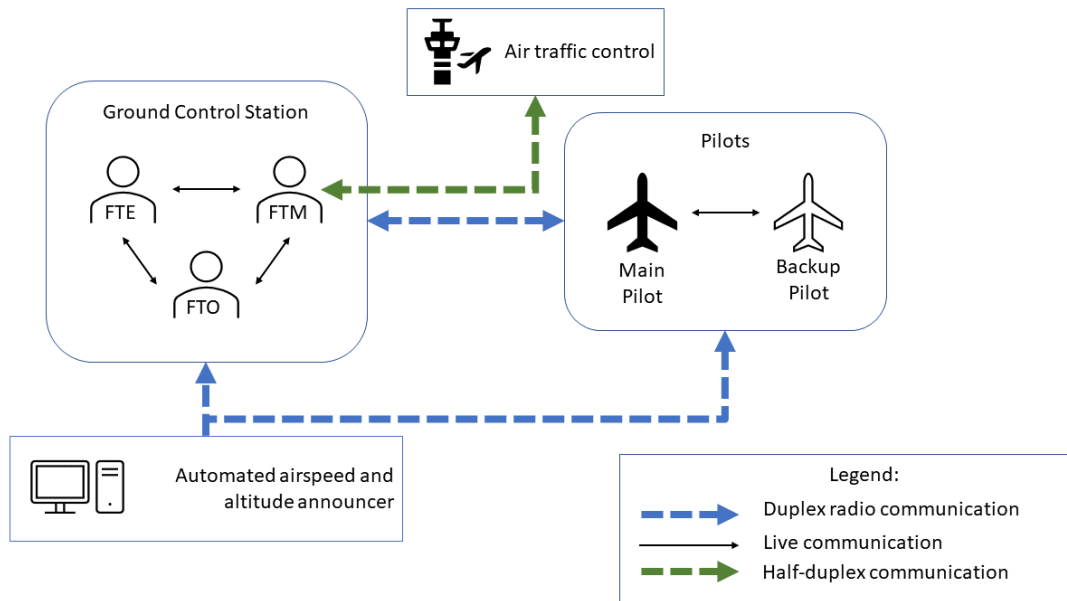 Air traffic control
Ground Control Station
FTE
FTM
FTO
Pilots
Main
Pilot
Backup
Pilot
Automated airspeed and
altitude announcer
Legend:
Duplex radio communication
Live communication
Half-duplex communication